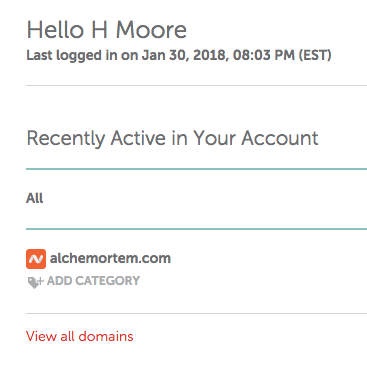 Hello H Moore
Last logged in on Jan 30, 2018, 08:03 PM (EST)
Recently Active in Your Account
All
alchemortem.com
ADD CATEGORY
View all domains